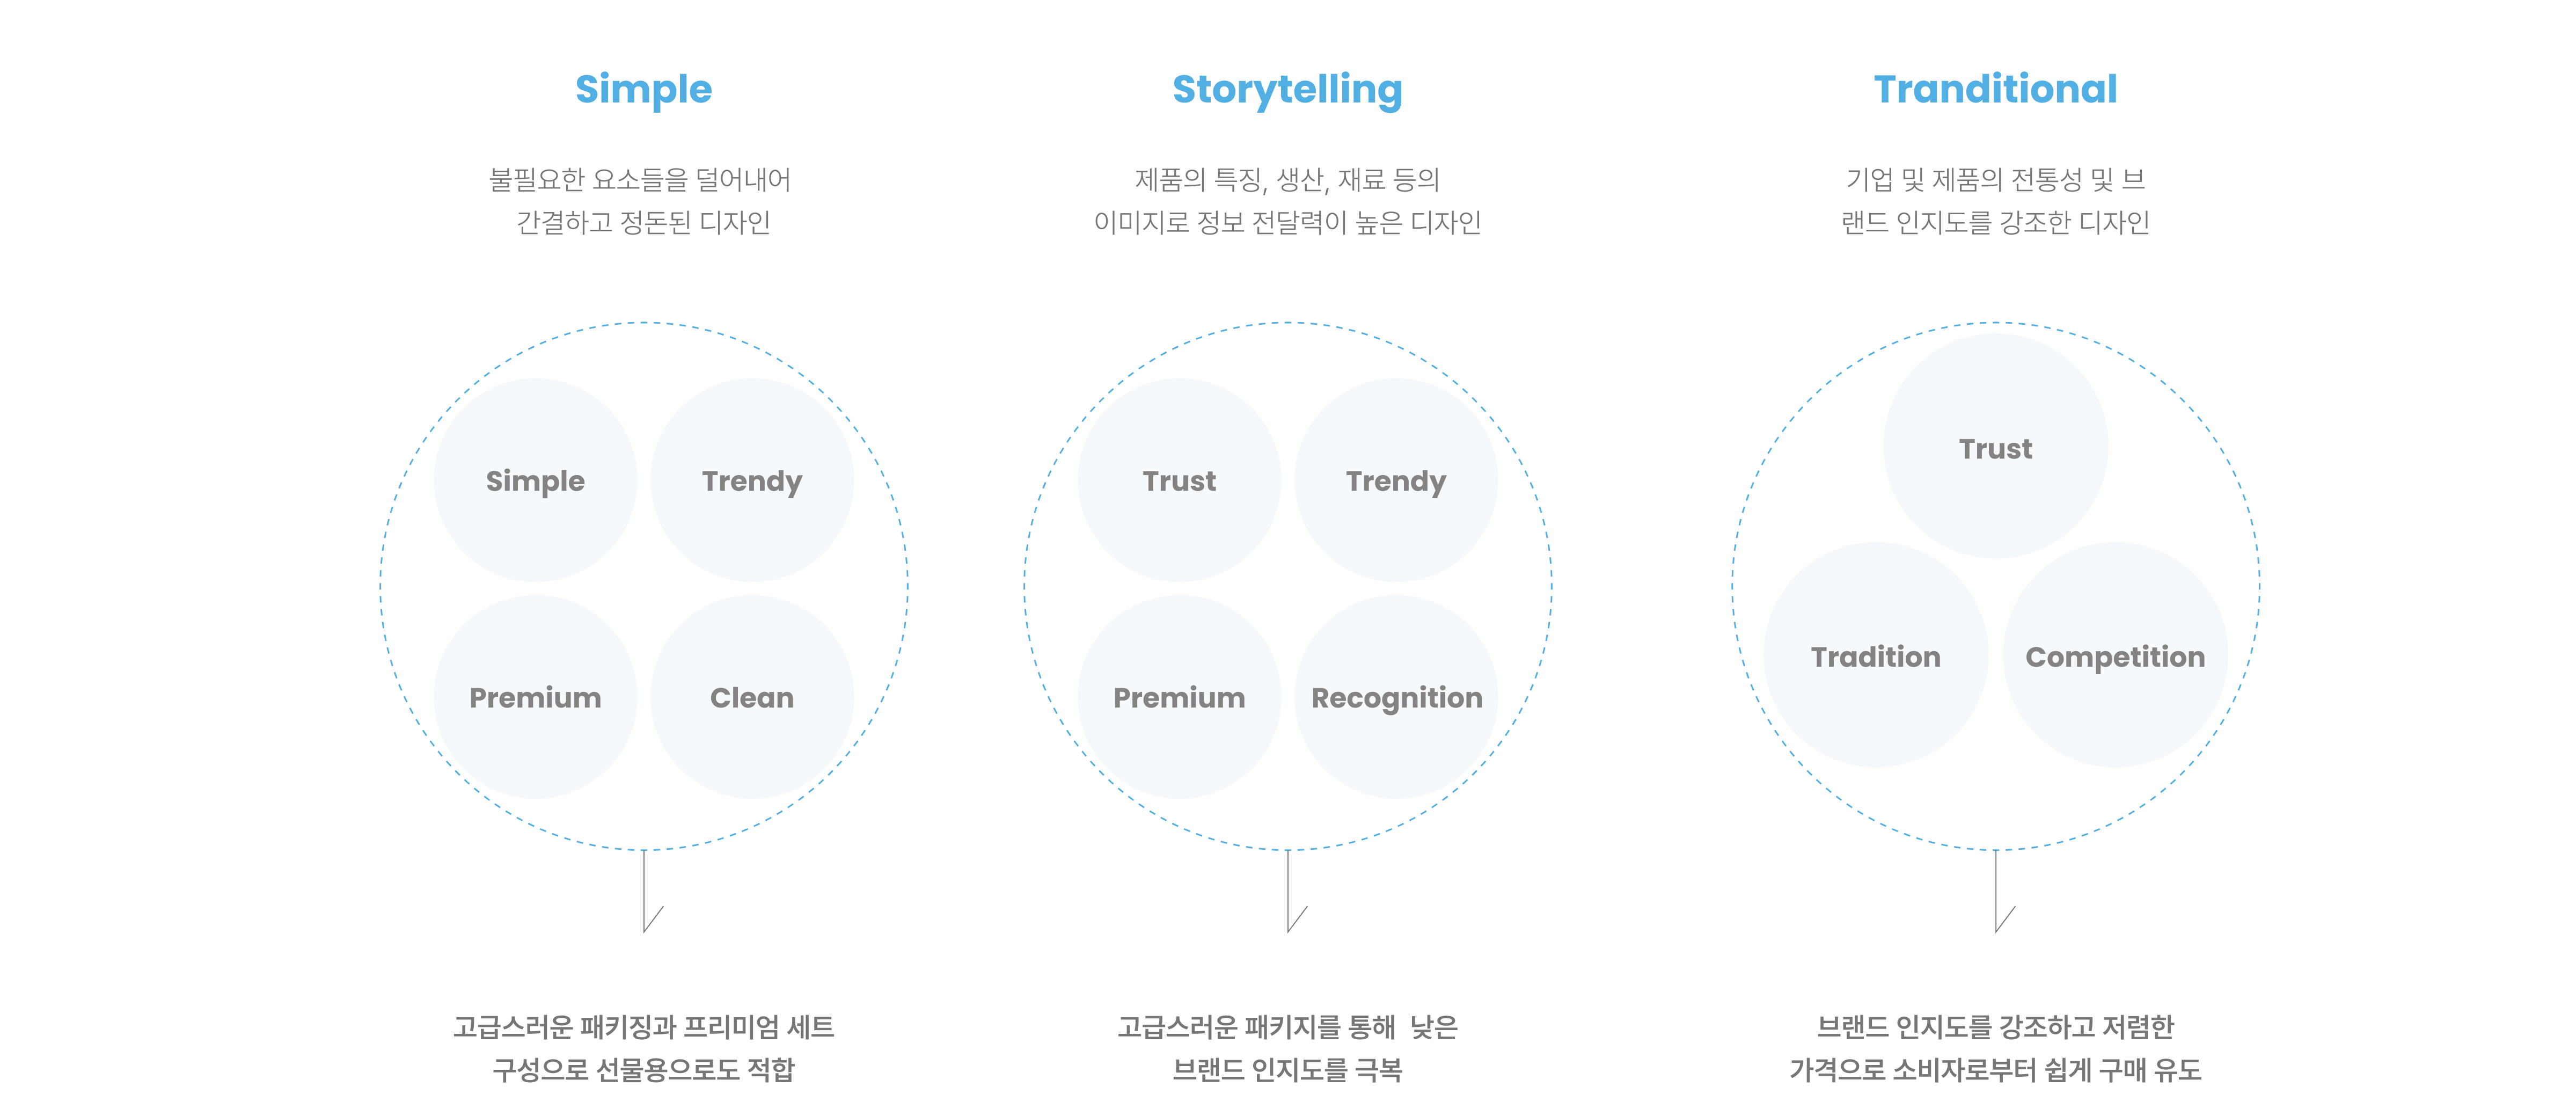 Simple
불필요한 요소들을 덜어내어
간결하고 정돈된 디자인
Simple
Trendy
Premium
Clean
고급스러운 패키징과 프리미엄 세트
구성으로 선물용으로도 적합
Storytelling
제품의 특징, 생산, 재료 등의
이미지로 정보 전달력이 높은 디자인
Trust
Trendy
Premium
Recognition
고급스러운 패키지를 통해 낮은
브랜드 인지도를 극복
Tranditional
기업 및 제품의 전통성 및 브
랜드 인지도를 강조한 디자인
Trust
Tradition
Competition
브랜드 인지도를 강조하고 저렴한
가격으로 소비자로부터 쉽게 구매 유도